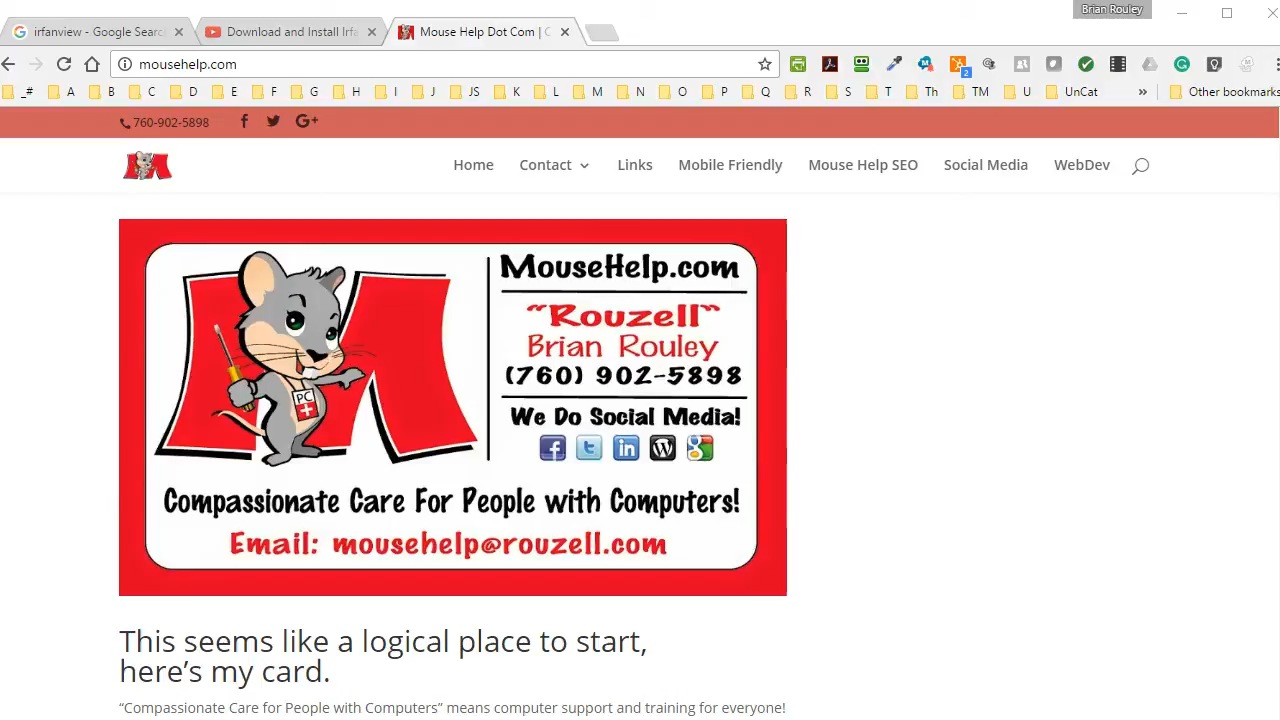 Brian Rouley
irfanview - Google Searc
Download and Install Irfa
Mouse Help Dot Com | C
mousehelp.com
2
_#
A
B
C
D
E
F
G
H
I
J
JS
K
L
M
N
O
P
Q
R
S
T
Th
TM
U
UnCat
»
Other bookmarks
760-902-5898
G+
Home
Contact
Links
Mobile Friendly
Mouse Help SEO
Social Media
WebDev
MouseHelp.com
"Rouzell"
Brian Rouley
(760) 902-5898
We Do Social Media!
PC
Compassionate Care For People with Computers!
Email: mousehelp@rouzell.com
This seems like a logical place to start,
here's my card.
"Compassionate Care for People with Computers" means computer support and training for everyone!